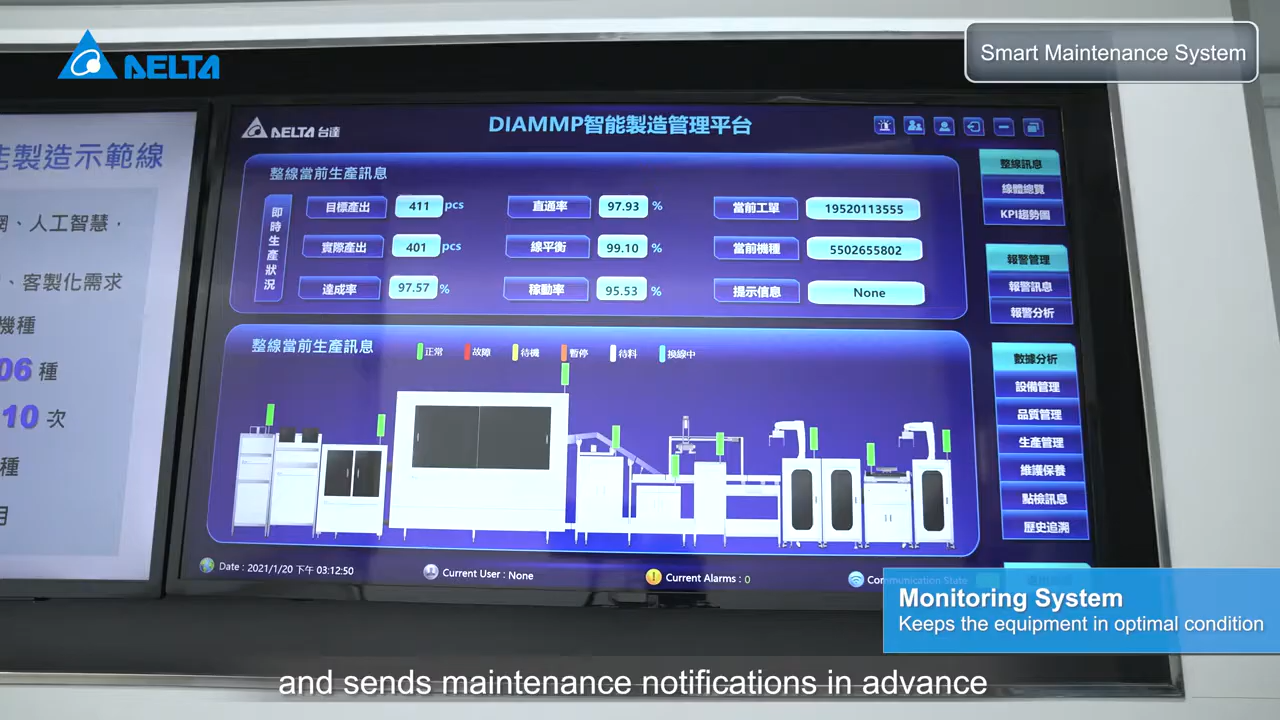 DELTA
Smart Maintenance System
能製造示範線
網、人工智慧，
、客製化需求
機種
06 種
10 次
種
月
DELTA 台達
DIAMMP智能製造管理平台
整線當前生產訊息
即時生產狀況
目標產出 411 pcs
直通率 97.93 %
當前工單 19520113555
實際產出 401 pcs
線平衡 99.10 %
當前機種 5502655802
達成率 97.57 %
稼動率 95.53 %
提示信息 None
整線當前生產訊息
正常 故障 待機 暫停 待料 換線中
整線訊息
線體總覽
KPI趨勢圖
報警管理
報警訊息
報警分析
數據分析
設備管理
品質管理
生產管理
維護保養
點檢訊息
歷史追溯
Date : 2021/1/20 下午 03:12:50
Current User : None
Current Alarms : 0
Communication State
Monitoring System
Keeps the equipment in optimal condition
and sends maintenance notifications in advance